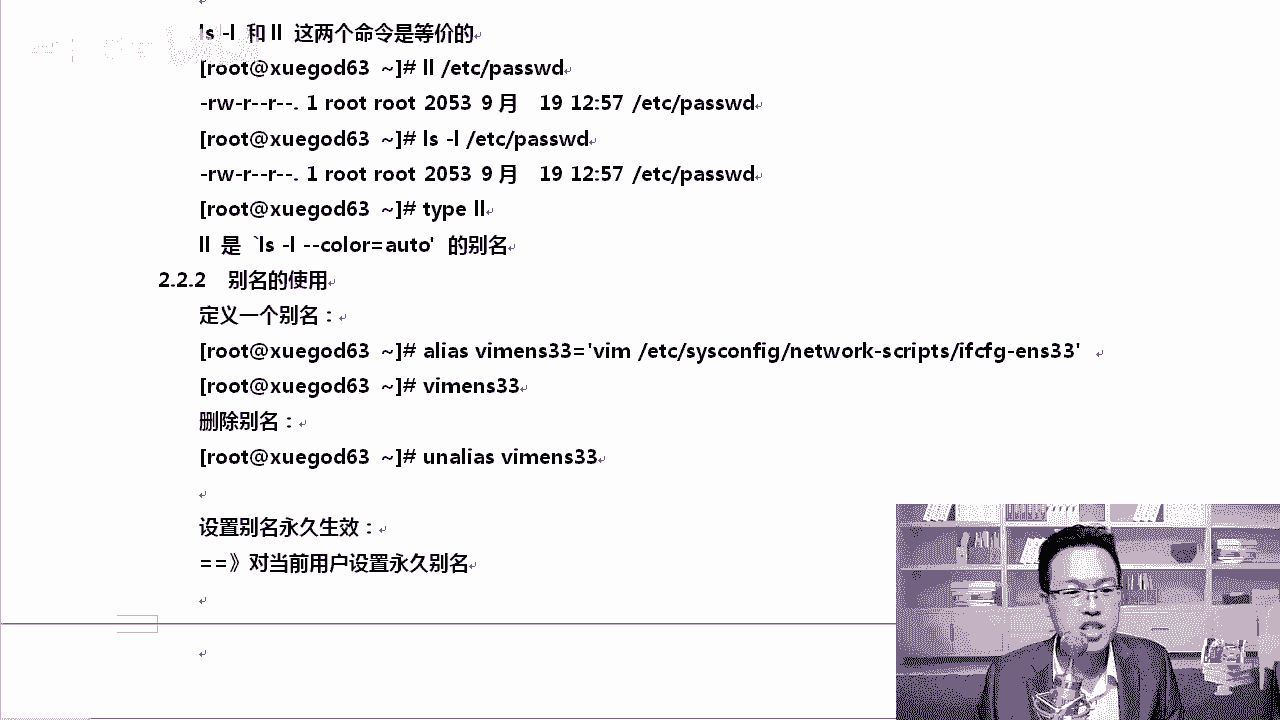 ls -l 和 ll 这两个命令是等价的
[root@xuegod63 ~]# ll /etc/passwd
-rw-r--r--. 1 root root 2053 9月 19 12:57 /etc/passwd
[root@xuegod63 ~]# ls -l /etc/passwd
-rw-r--r--. 1 root root 2053 9月 19 12:57 /etc/passwd
[root@xuegod63 ~]# type ll
ll 是 `ls -l --color=auto' 的别名
2.2.2 别名的使用
定义一个别名：
[root@xuegod63 ~]# alias vimens33='vim /etc/sysconfig/network-scripts/ifcfg-ens33'
[root@xuegod63 ~]# vimens33
删除别名：
[root@xuegod63 ~]# unalias vimens33
设置别名永久生效：
==》对当前用户设置永久别名